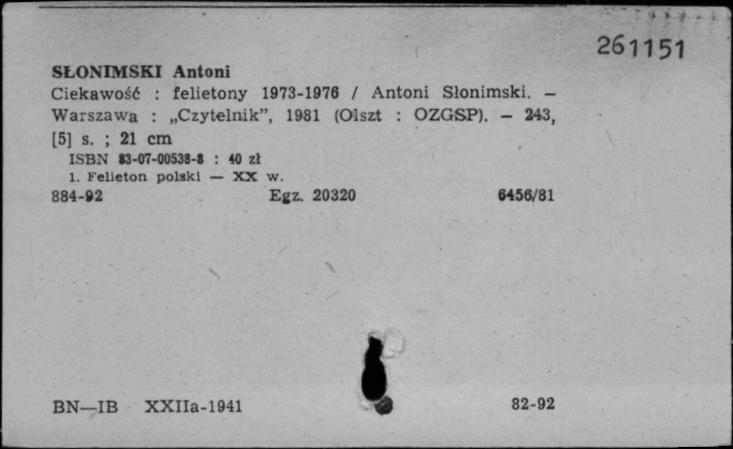 261151
SŁONIMSKI Antoni
Ciekawość : felietony 1973-1976 / Antoni Słonimski. —
Warszawa : „Czytelnik”, 1981 (Olszt : OZGSP). — 243,
[5] s. ; 21 cm
ISBN 83-07-00538-8 : 40 zł
1. Felieton polski — XX w.
884-92 Egz. 20320 6456/81
BN—IB XXIIa-1941 82-92